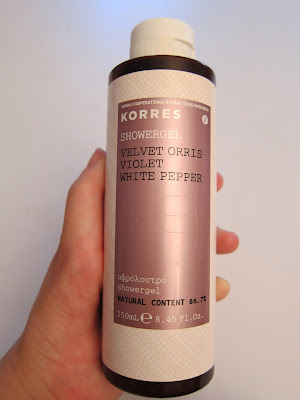 KORRES
SHOWERGEL
VELVET ORRIS
VIOLET
WHITE PEPPER
αφρόλουτρο
showergel
NATURAL CONTENT 86.7%
250mL e 8.45 Fl.Oz.